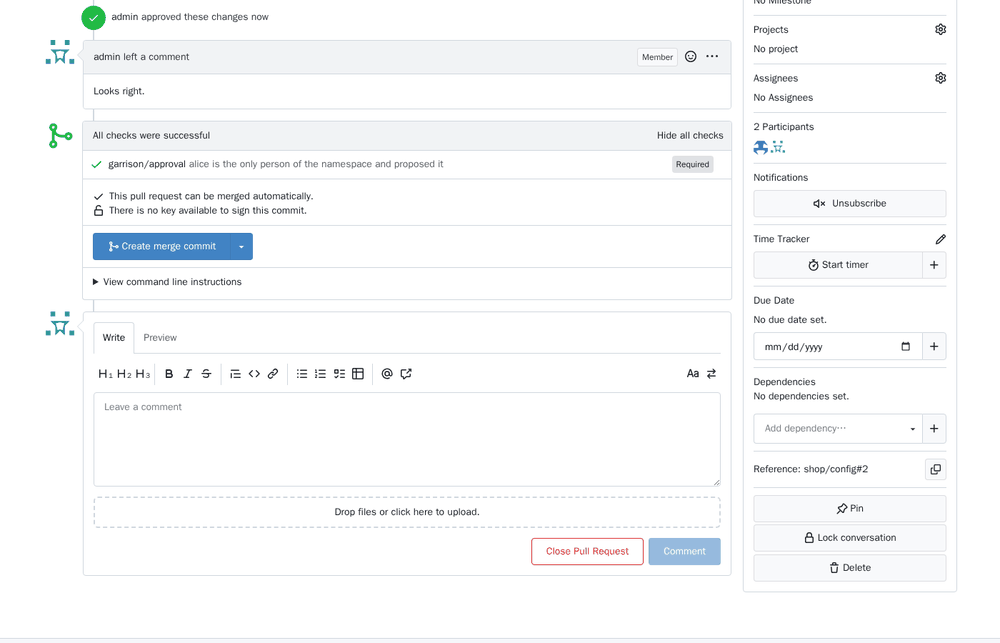 admin approved these changes now
admin left a comment
Member
Looks right.
All checks were successful
Hide all checks
garrison/approval alice is the only person of the namespace and proposed it
Required
This pull request can be merged automatically.
There is no key available to sign this commit.
Create merge commit
View command line instructions
Write
Preview
H1 H2 H3
B I S
@
Aa
Leave a comment
Drop files or click here to upload.
Close Pull Request
Comment
No Milestone
Projects
No project
Assignees
No Assignees
2 Participants
Notifications
Unsubscribe
Time Tracker
Start timer
+
Due Date
No due date set.
mm/dd/yyyy
+
Dependencies
No dependencies set.
Add dependency…
+
Reference: shop/config#2
Pin
Lock conversation
Delete